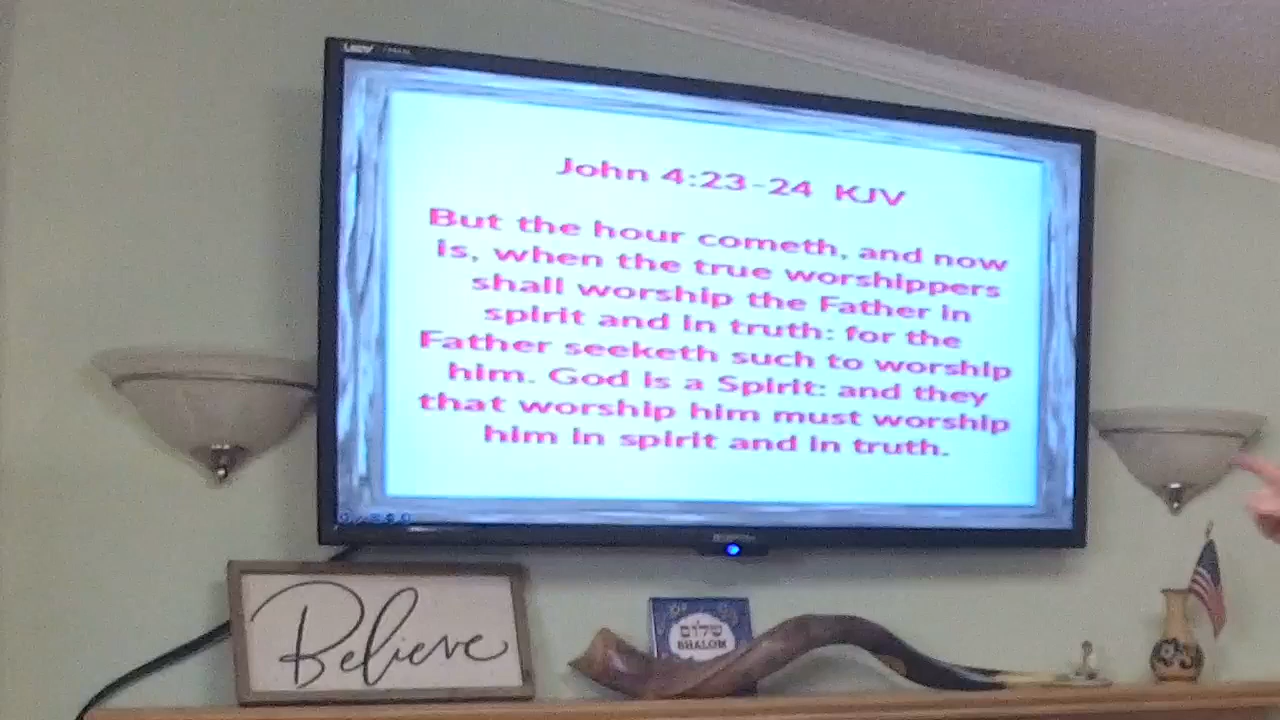 John 4:23-24 KJV
But the hour cometh, and now
is, when the true worshippers
shall worship the Father in
spirit and in truth: for the
Father seeketh such to worship
him. God is a Spirit: and they
that worship him must worship
him in spirit and in truth.
Believe
שלום
SHALOM